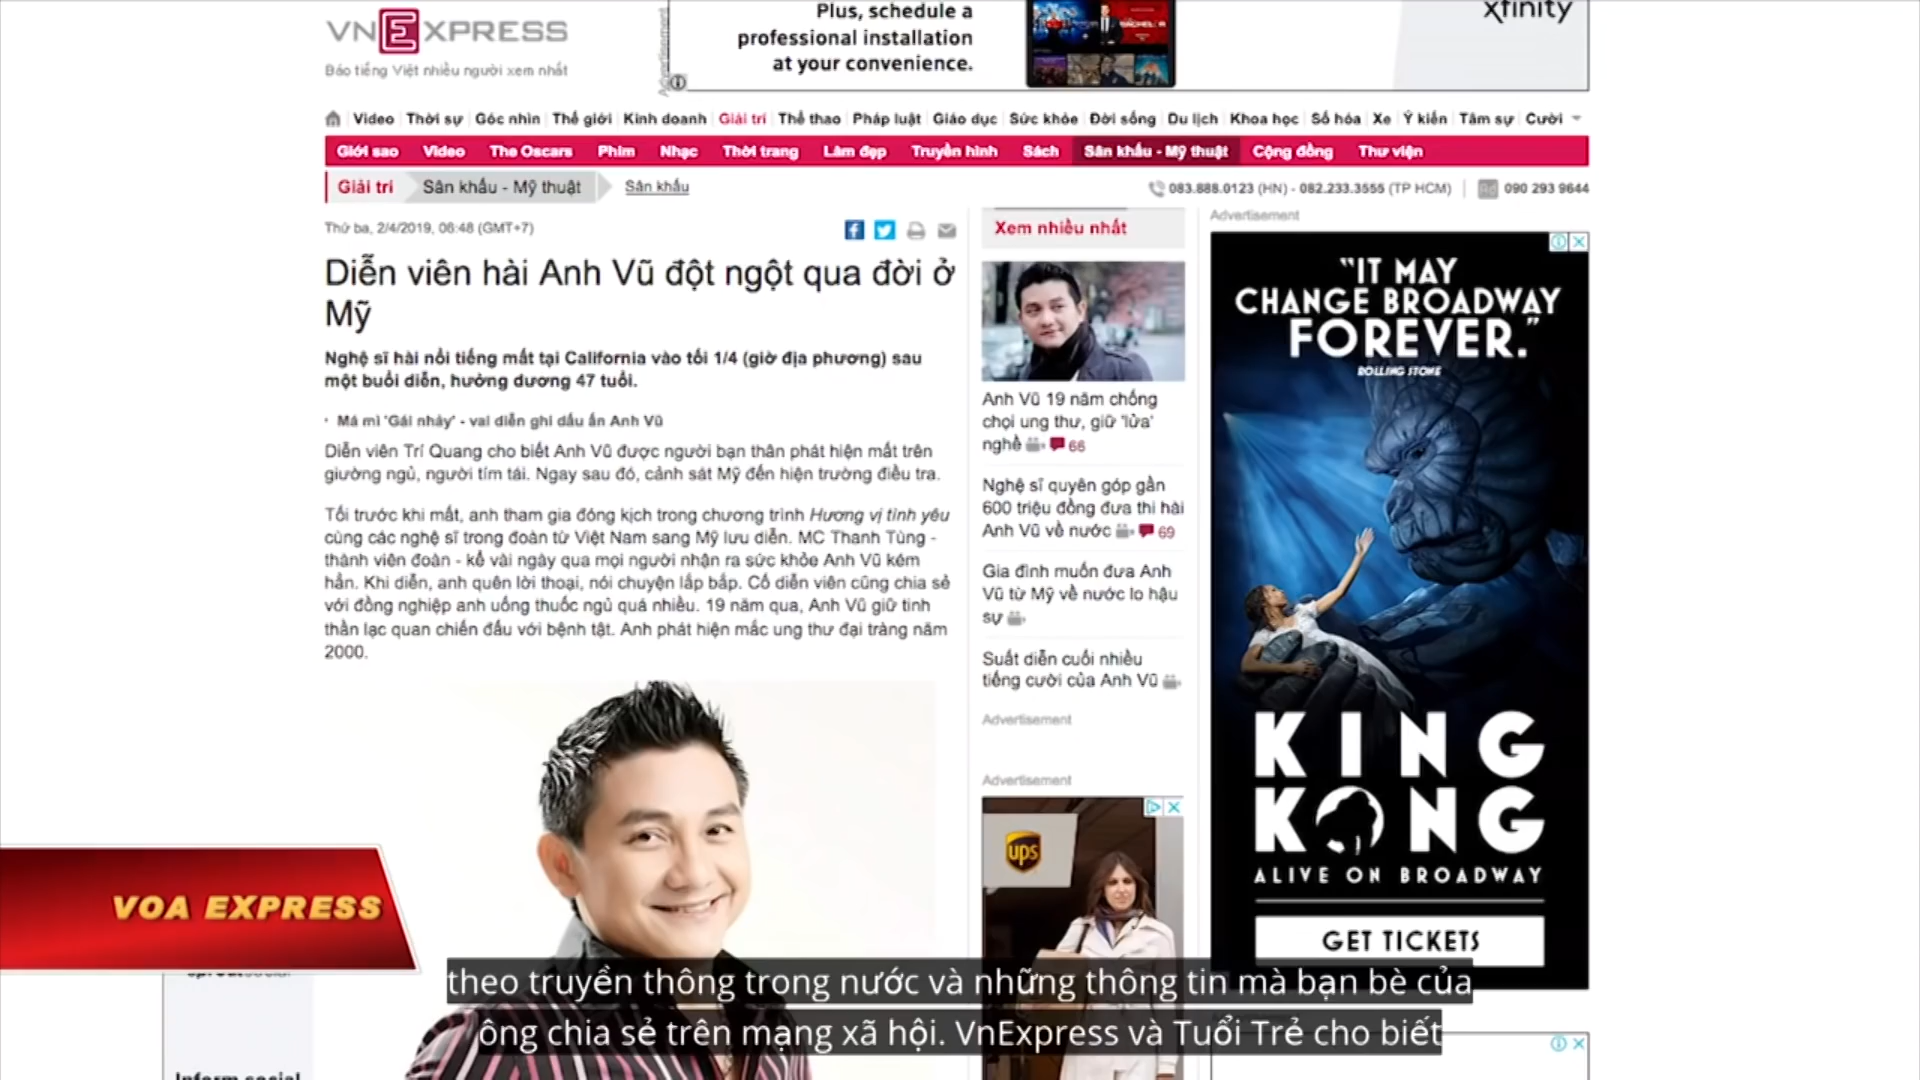 VNEXPRESS
Báo tiếng Việt nhiều người xem nhất
Advertisement
Plus, schedule a
professional installation
at your convenience.
xfinity
Video Thời sự Góc nhìn Thế giới Kinh doanh Giải trí Thể thao Pháp luật Giáo dục Sức khỏe Đời sống Du lịch Khoa học Số hóa Xe Ý kiến Tâm sự Cười
Giới sao Video The Oscars Phim Nhạc Thời trang Làm đẹp Truyền hình Sách Sân khấu - Mỹ thuật Cộng đồng Thư viện
Giải trí Sân khấu - Mỹ thuật Sân khấu
083.888.0123 (HN) - 082.233.3555 (TP HCM) | Ad 090 293 9644
Thứ ba, 2/4/2019, 06:48 (GMT+7)
Diễn viên hài Anh Vũ đột ngột qua đời ở
Mỹ
Nghệ sĩ hài nổi tiếng mất tại California vào tối 1/4 (giờ địa phương) sau
một buổi diễn, hưởng dương 47 tuổi.
Má mì 'Gái nhảy' - vai diễn ghi dấu ấn Anh Vũ
Diễn viên Trí Quang cho biết Anh Vũ được người bạn thân phát hiện mất trên
giường ngủ, người tím tái. Ngay sau đó, cảnh sát Mỹ đến hiện trường điều tra.
Tối trước khi mất, anh tham gia đóng kịch trong chương trình Hương vị tình yêu
cùng các nghệ sĩ trong đoàn từ Việt Nam sang Mỹ lưu diễn. MC Thanh Tùng -
thành viên đoàn - kể vài ngày qua mọi người nhận ra sức khỏe Anh Vũ kém
hẳn. Khi diễn, anh quên lời thoại, nói chuyện lắp bắp. Cố diễn viên cũng chia sẻ
với đồng nghiệp anh uống thuốc ngủ quá nhiều. 19 năm qua, Anh Vũ giữ tinh
thần lạc quan chiến đấu với bệnh tật. Anh phát hiện mắc ung thư đại tràng năm
2000.
Xem nhiều nhất
Anh Vũ 19 năm chống
chọi ung thư, giữ 'lửa'
nghề 66
Nghệ sĩ quyên góp gần
600 triệu đồng đưa thi hài
Anh Vũ về nước 69
Gia đình muốn đưa Anh
Vũ từ Mỹ về nước lo hậu
sự
Suất diễn cuối nhiều
tiếng cười của Anh Vũ
Advertisement
Advertisement
ups
Advertisement
"IT MAY
CHANGE BROADWAY
FOREVER."
ROLLING STONE
KING
KONG
ALIVE ON BROADWAY
GET TICKETS
VOA EXPRESS
theo truyền thông trong nước và những thông tin mà bạn bè của
ông chia sẻ trên mạng xã hội. VnExpress và Tuổi Trẻ cho biết
Inform social